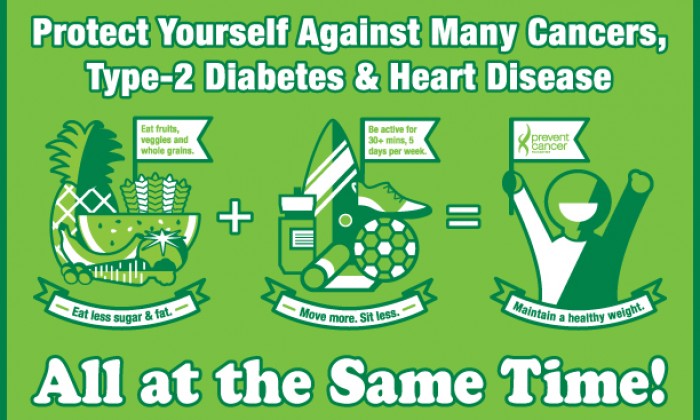 Protect Yourself Against Many Cancers,
Type-2 Diabetes & Heart Disease
Eat fruits,
veggies and
whole grains.
Eat less sugar & fat.
+
Be active for
30+ mins, 5
days per week.
Move more. Sit less.
=
prevent
cancer
Maintain a healthy weight.
All at the Same Time!